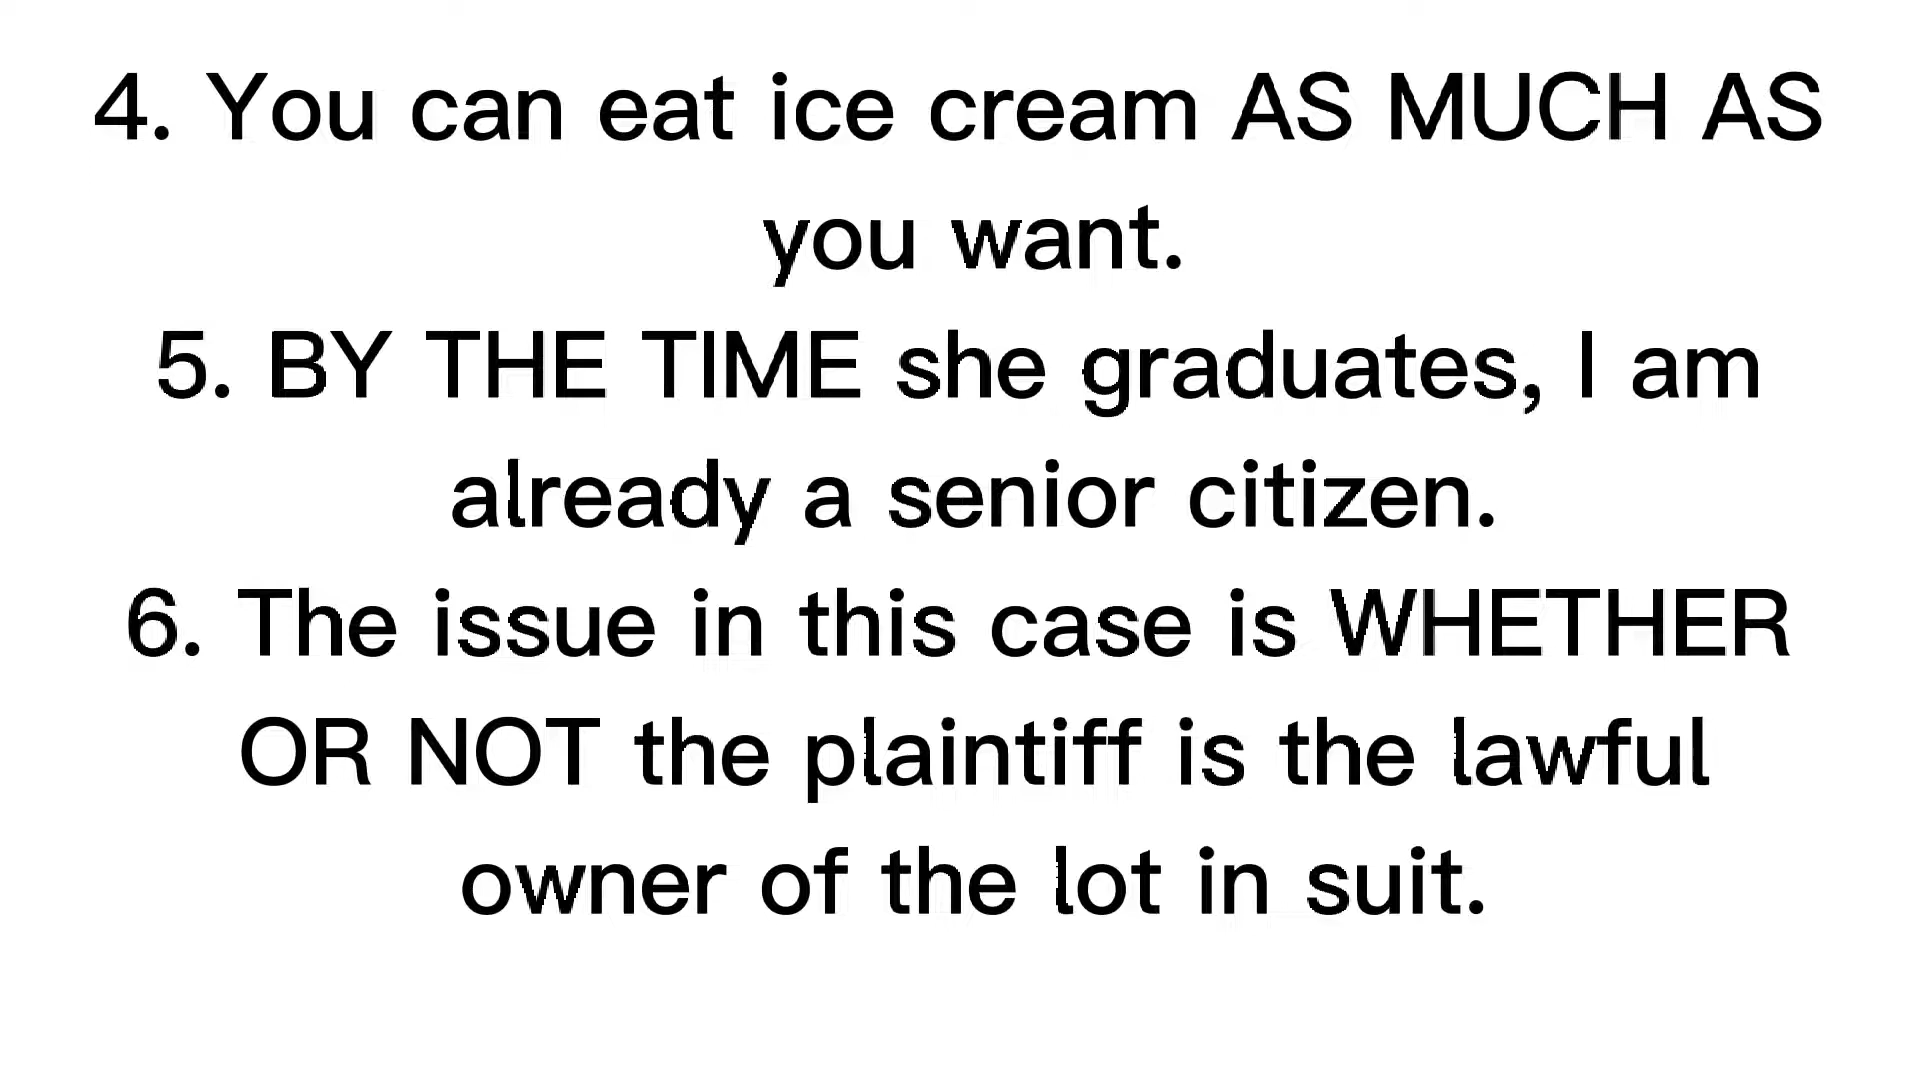 4. You can eat ice cream AS MUCH AS
you want.
5. BY THE TIME she graduates, I am
already a senior citizen.
6. The issue in this case is WHETHER
OR NOT the plaintiff is the lawful
owner of the lot in suit.